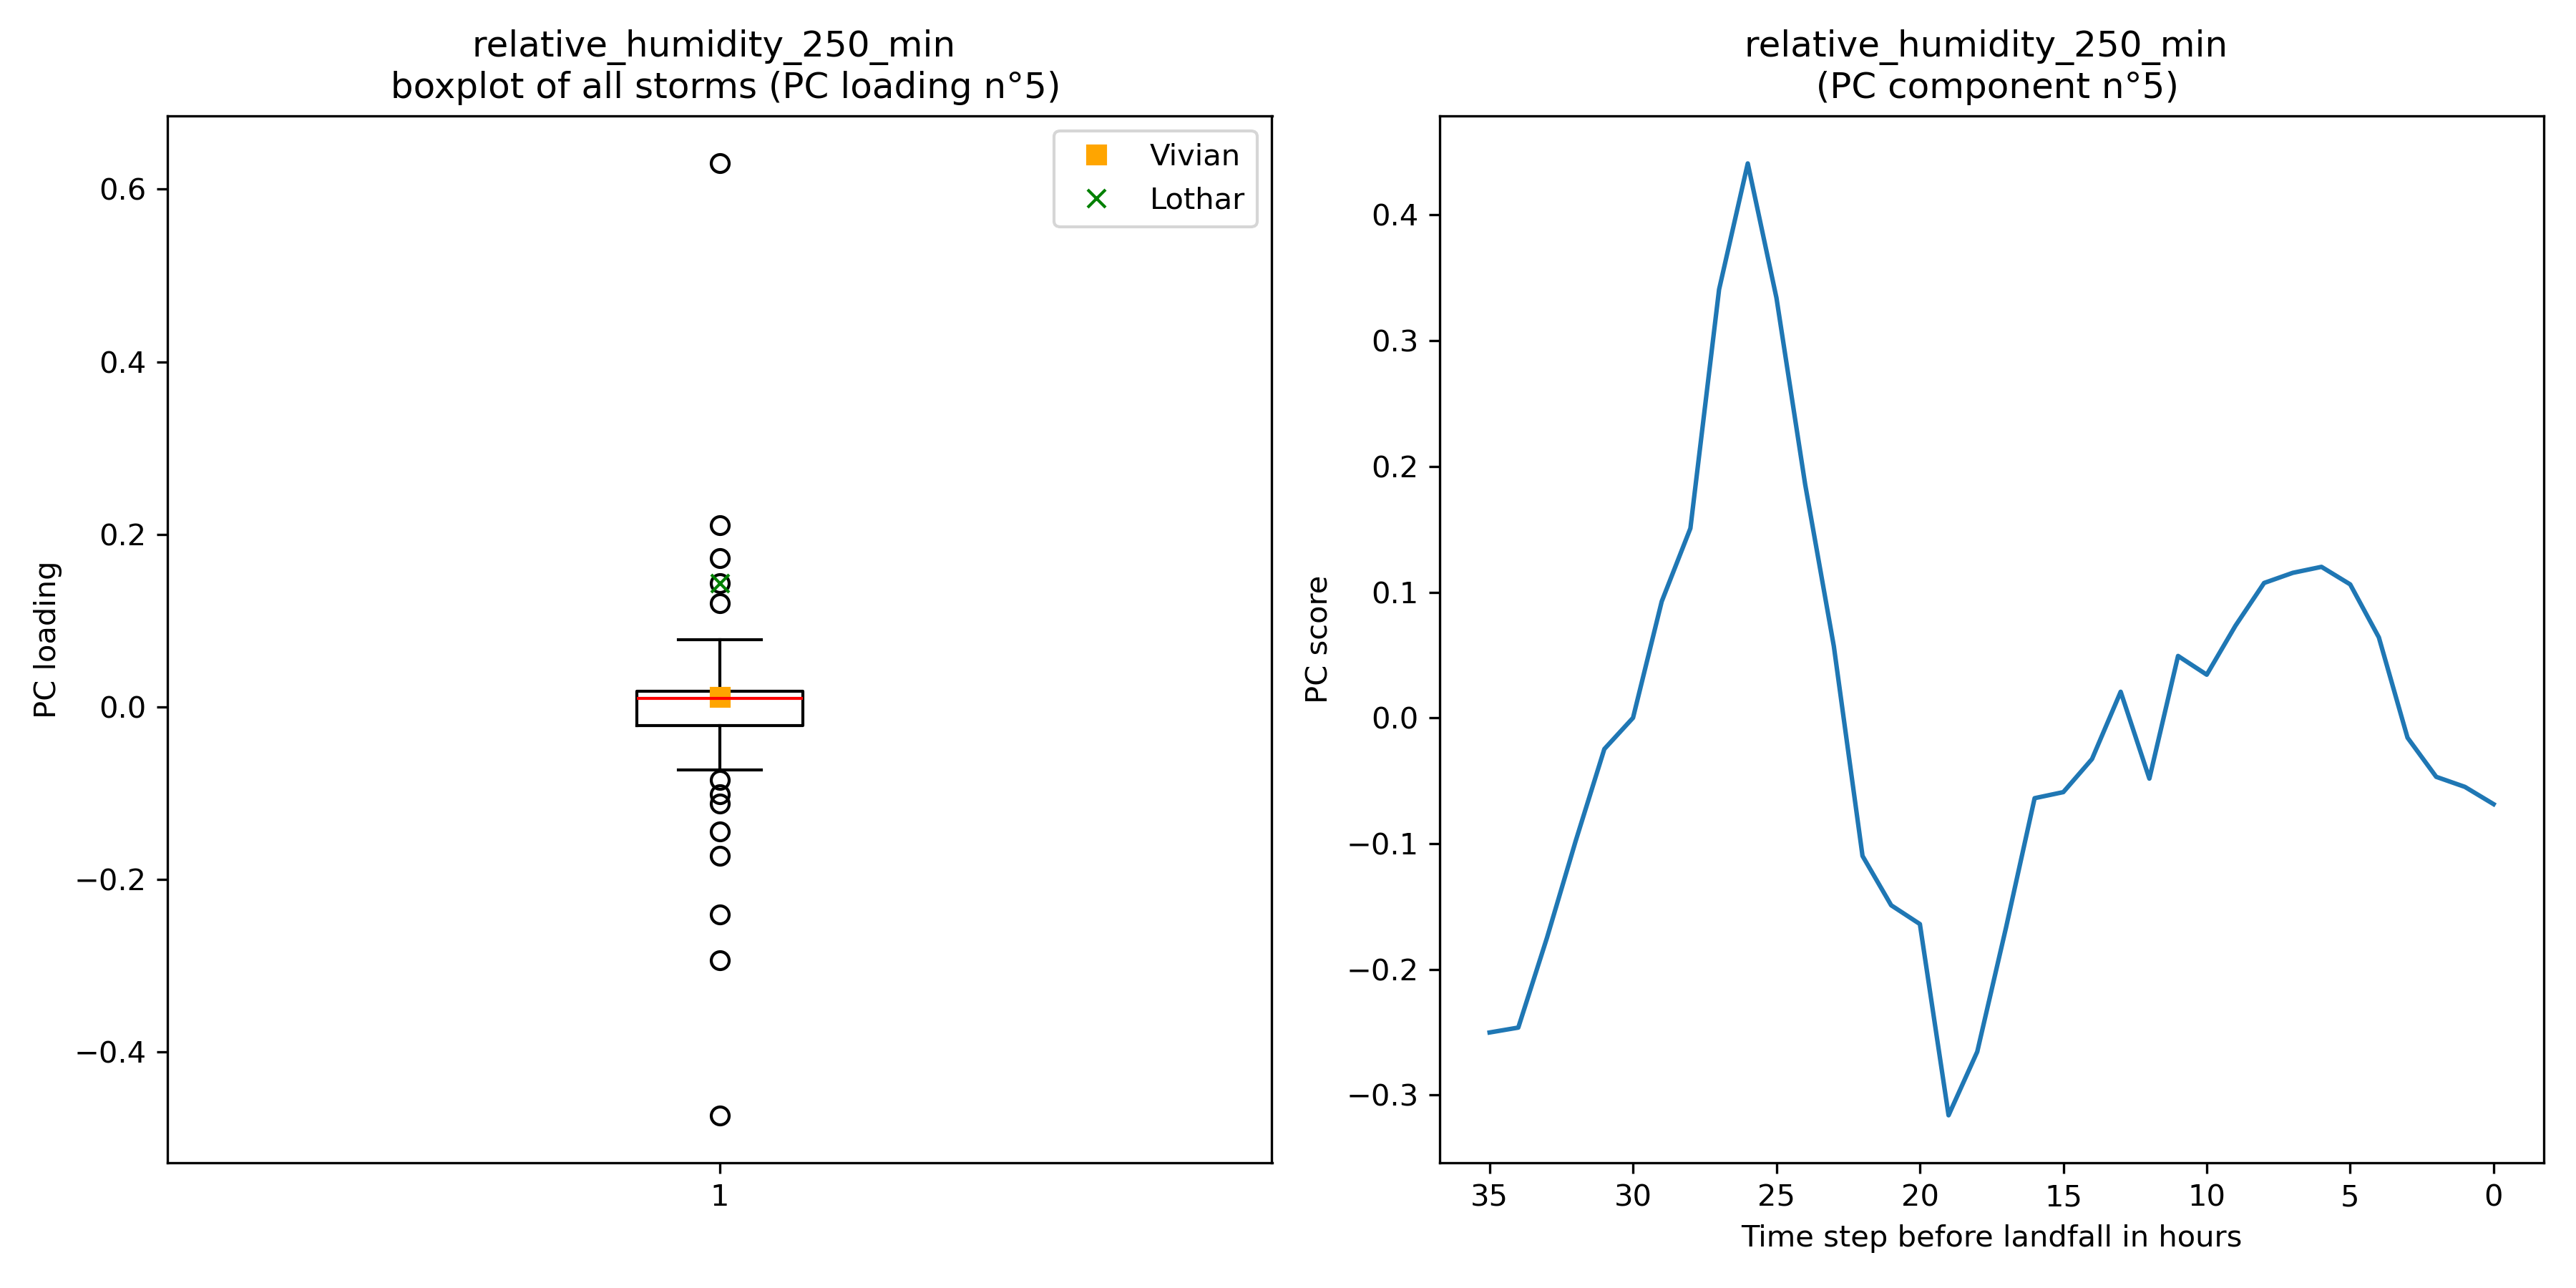 relative_humidity_250_min
boxplot of all storms (PC loading n°5)
Vivian
Lothar
0.6
0.4
0.2
0.0
−0.2
−0.4
PC loading
1
relative_humidity_250_min
(PC component n°5)
0.4
0.3
0.2
0.1
0.0
−0.1
−0.2
−0.3
PC score
35 30 25 20 15 10 5 0
Time step before landfall in hours